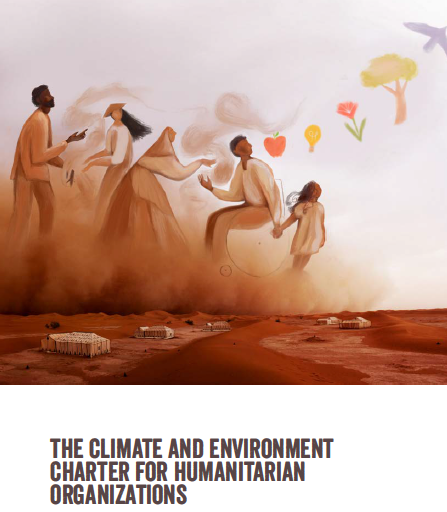 THE CLIMATE AND ENVIRONMENT
CHARTER FOR HUMANITARIAN
ORGANIZATIONS